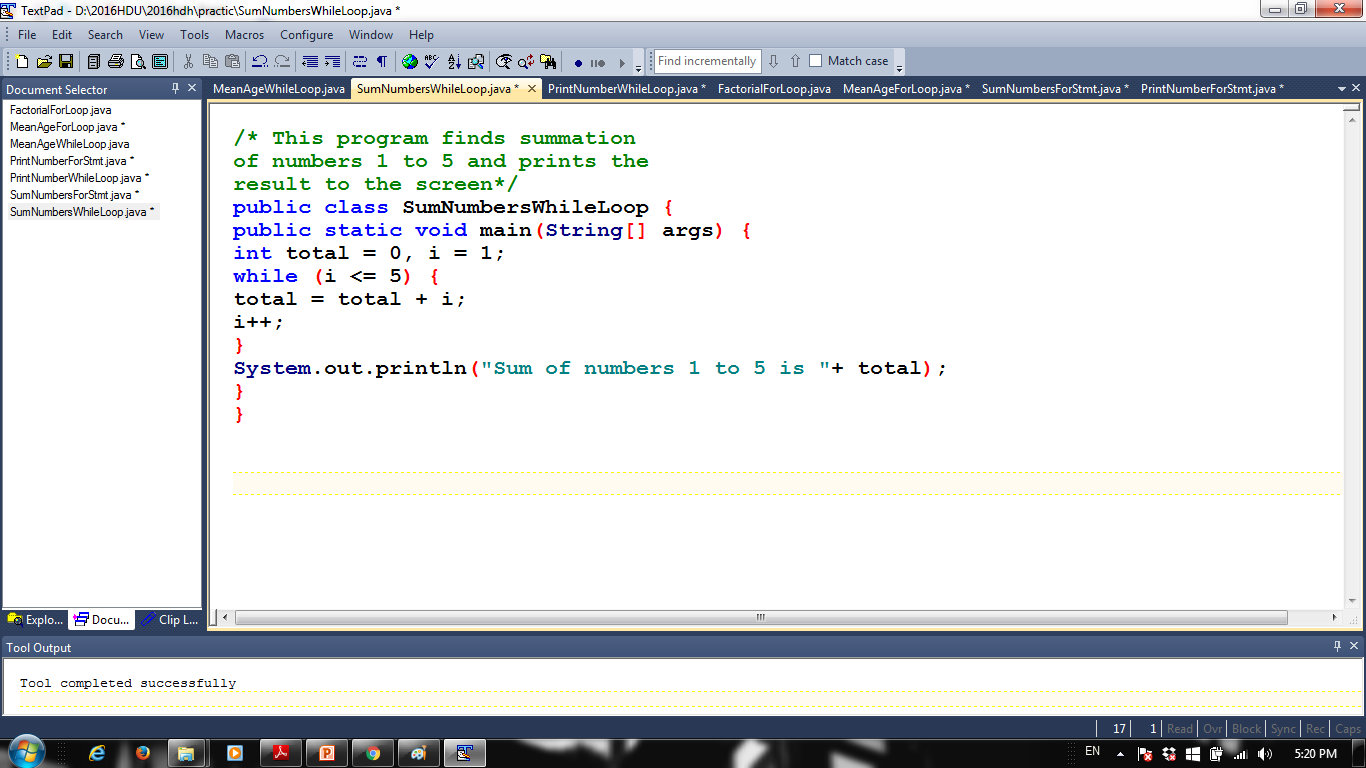 TextPad - D:\2016HDU\2016hdh\practic\SumNumbersWhileLoop.java *
File Edit Search View Tools Macros Configure Window Help
Find incrementally Match case
Document Selector
FactorialForLoop.java
MeanAgeForLoop.java *
MeanAgeWhileLoop.java
PrintNumberForStmt.java *
PrintNumberWhileLoop.java *
SumNumbersForStmt.java *
SumNumbersWhileLoop.java *
Explo... Docu... Clip L...
MeanAgeWhileLoop.java SumNumbersWhileLoop.java * PrintNumberWhileLoop.java * FactorialForLoop.java MeanAgeForLoop.java * SumNumbersForStmt.java * PrintNumberForStmt.java *
/* This program finds summation
of numbers 1 to 5 and prints the
result to the screen*/
public class SumNumbersWhileLoop {
public static void main(String[] args) {
int total = 0, i = 1;
while (i <= 5) {
total = total + i;
i++;
}
System.out.println("Sum of numbers 1 to 5 is "+ total);
}
}
Tool Output
Tool completed successfully
17 1 Read Ovr Block Sync Rec Caps
EN 5:20 PM